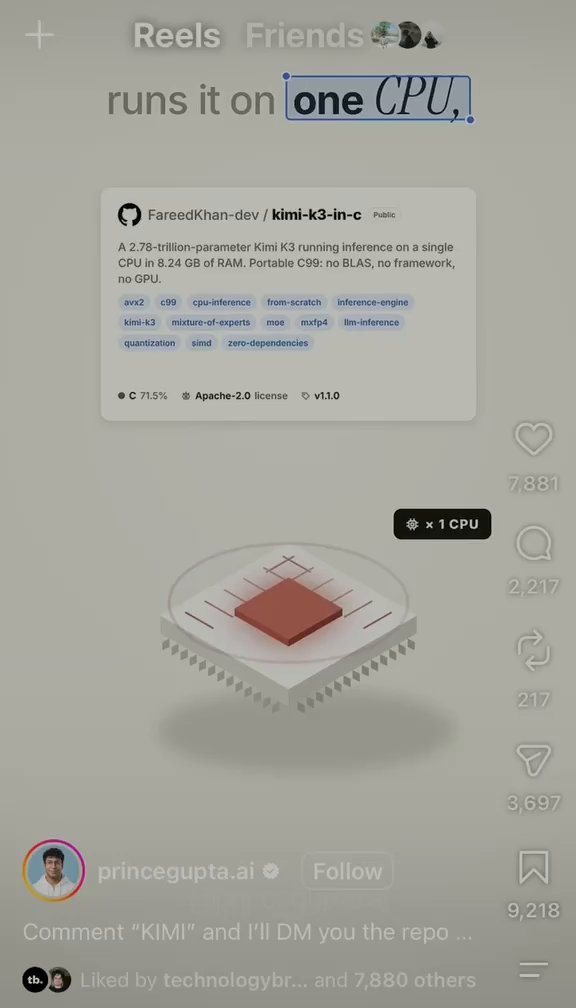 Reels Friends
runs it on one CPU,
FareedKhan-dev / kimi-k3-in-c Public
A 2.78-trillion-parameter Kimi K3 running inference on a single
CPU in 8.24 GB of RAM. Portable C99: no BLAS, no framework,
no GPU.
avx2 c99 cpu-inference from-scratch inference-engine
kimi-k3 mixture-of-experts moe mxfp4 llm-inference
quantization simd zero-dependencies
C 71.5% Apache-2.0 license v1.1.0
× 1 CPU
7,881
2,217
217
3,697
9,218
princegupta.ai Follow
Comment “KIMI” and I’ll DM you the repo ...
tb. Liked by technologybr... and 7,880 others